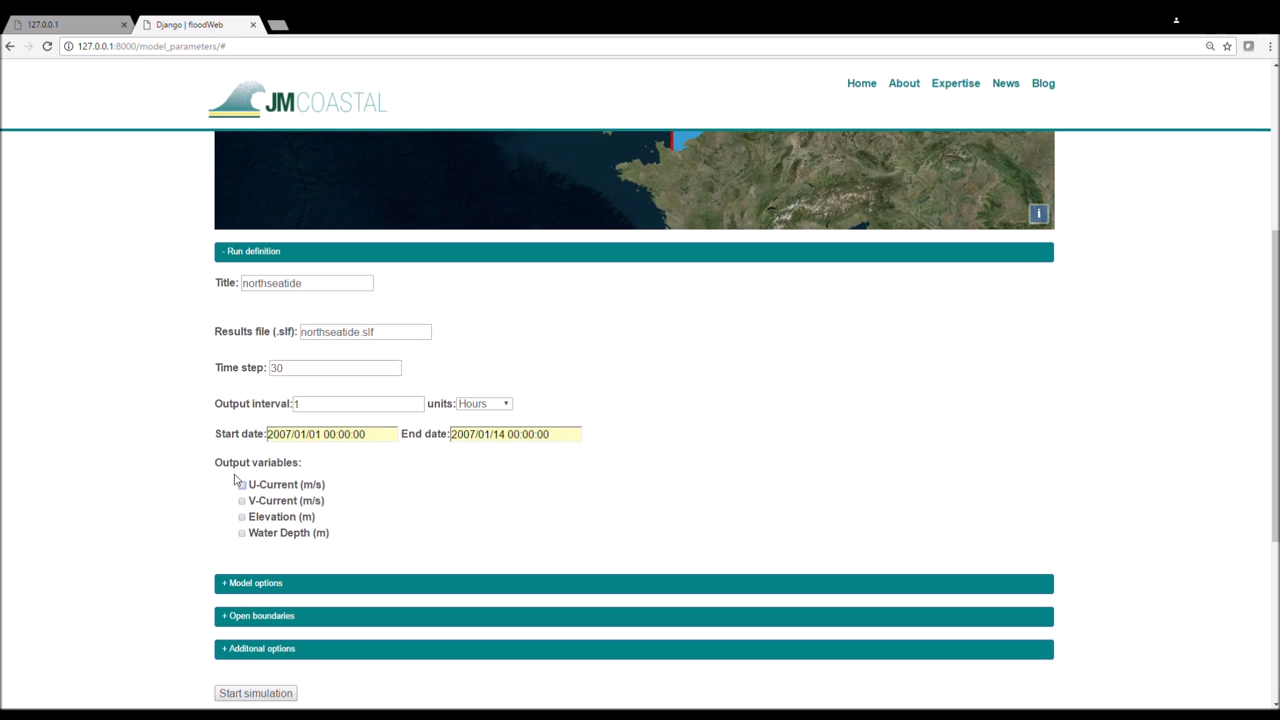 127.0.0.1
Django | floodWeb
127.0.0.1:8000/model_parameters/#
JMCOASTAL
Home About Expertise News Blog
i
- Run definition
Title: northseatide
Results file (.slf): northseatide.slf
Time step: 30
Output interval: 1 units: Hours
Start date: 2007/01/01 00:00:00 End date: 2007/01/14 00:00:00
Output variables:
U-Current (m/s)
V-Current (m/s)
Elevation (m)
Water Depth (m)
+ Model options
+ Open boundaries
+ Additonal options
Start simulation